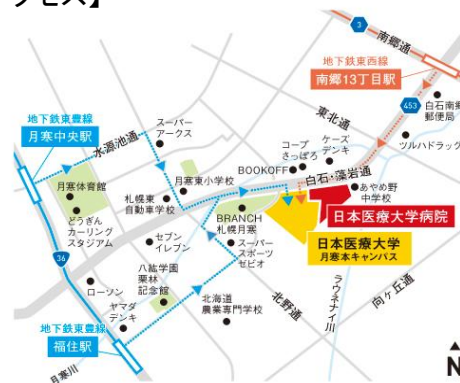 クセス】
3
南郷通
地下鉄東西線
南郷13丁目駅
453
白石南郷
郵便局
東北通
ツルハドラッグ
地下鉄東豊線
月寒中央駅
水源池通
スーパー
アークス
コープ
さっぽろ
ケーズ
デンキ
BOOKOFF
白石・藻岩通
月寒東小学校
あやめ野
中学校
月寒体育館
札幌東
自動車学校
どうぎん
カーリング
スタジアム
BRANCH
札幌月寒
日本医療大学病院
日本医療大学
月寒本キャンパス
セブン
イレブン
スーパー
スポーツ
ゼビオ
36
八紘学園
栗林
記念館
ローソン
ヤマダ
デンキ
北海道
農業専門学校
北野通
ラウネナイ川
向ヶ丘通
地下鉄東豊線
福住駅
月寒川
N